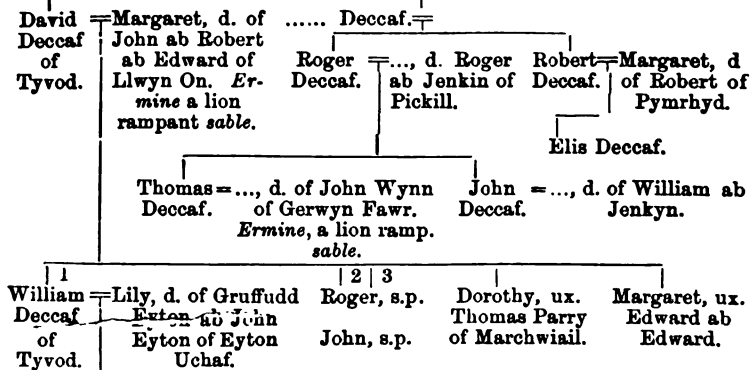 David = Margaret, d. of ...... Deccaf. =
Deccaf John ab Robert
of ab Edward of Roger = ..., d. Roger Robert = Margaret, d
Tyvod. Llwyn On. Er- Deccaf. ab Jenkin of Deccaf. of Robert of
mine a lion Pickill. Pymrhyd.
rampant sable.
Elis Deccaf.
Thomas = ..., d. of John Wynn John = ..., d. of William ab
Deccaf. of Gerwyn Fawr. Deccaf. Jenkyn.
Ermine, a lion ramp.
sable.
1 2 3
William = Lily, d. of Gruffudd Roger, s.p. Dorothy, ux. Margaret, ux.
Deccaf Eyton ab John Thomas Parry Edward ab
of Eyton of Eyton John, s.p. of Marchwiail. Edward.
Tyvod. Uchaf.